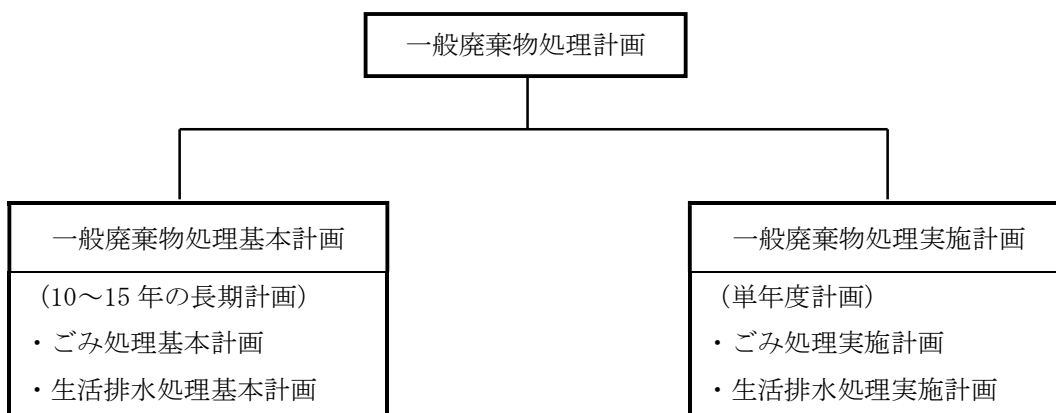 一般廃棄物処理計画
一般廃棄物処理基本計画
(10～15年の長期計画)
・ごみ処理基本計画
・生活排水処理基本計画
一般廃棄物処理実施計画
(単年度計画)
・ごみ処理実施計画
・生活排水処理実施計画